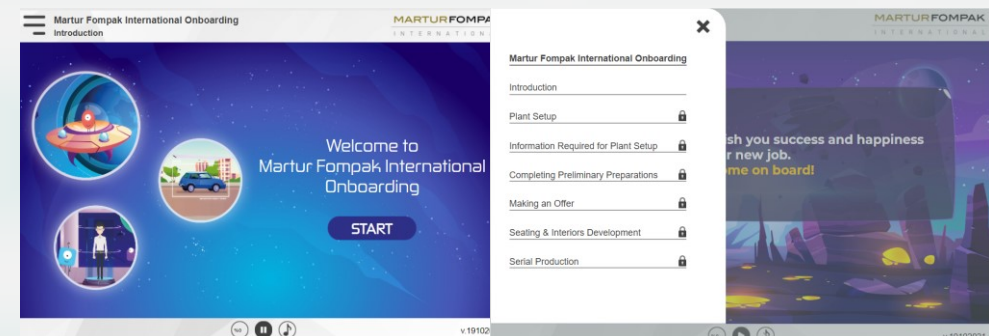 Martur Fompak International Onboarding
Introduction
MARTURFOMPA
INTERNATION
Welcome to
Martur Fompak International
Onboarding
START
Martur Fompak International Onboarding
Introduction
Plant Setup
Information Required for Plant Setup
Completing Preliminary Preparations
Making an Offer
Seating & Interiors Development
Serial Production
MARTURFOMPAK
INTERNATIONAL
sh you success and happiness
r new job.
me on board!